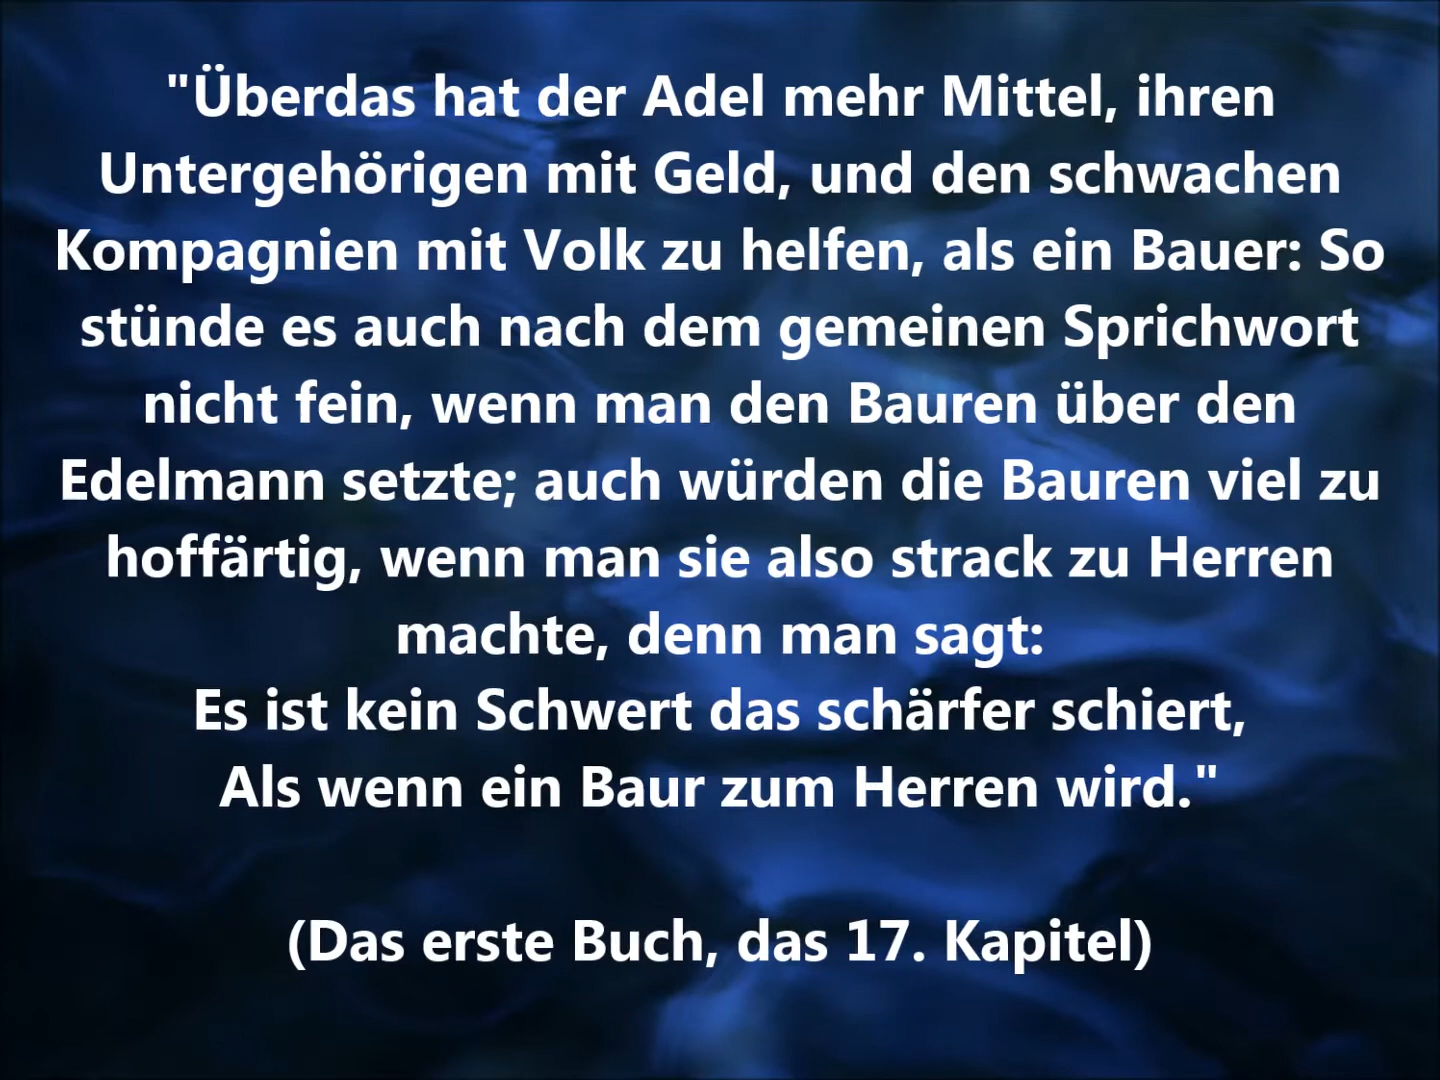 "Überdas hat der Adel mehr Mittel, ihren
Untergehörigen mit Geld, und den schwachen
Kompagnien mit Volk zu helfen, als ein Bauer: So
stünde es auch nach dem gemeinen Sprichwort
nicht fein, wenn man den Bauren über den
Edelmann setzte; auch würden die Bauren viel zu
hoffärtig, wenn man sie also strack zu Herren
machte, denn man sagt:
Es ist kein Schwert das schärfer schiert,
Als wenn ein Baur zum Herren wird."
(Das erste Buch, das 17. Kapitel)